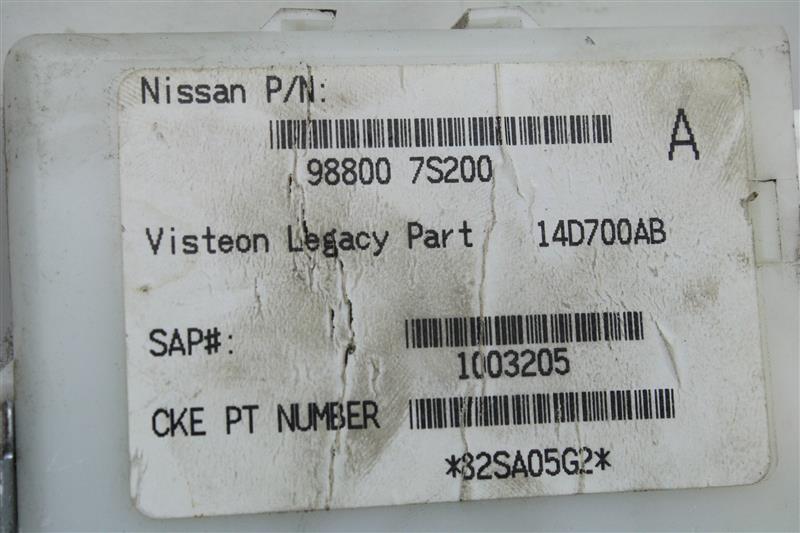 Nissan P/N:
A
98800 7S200
Visteon Legacy Part 14D700AB
SAP#:
1003205
CKE PT NUMBER
*82SA05G2*